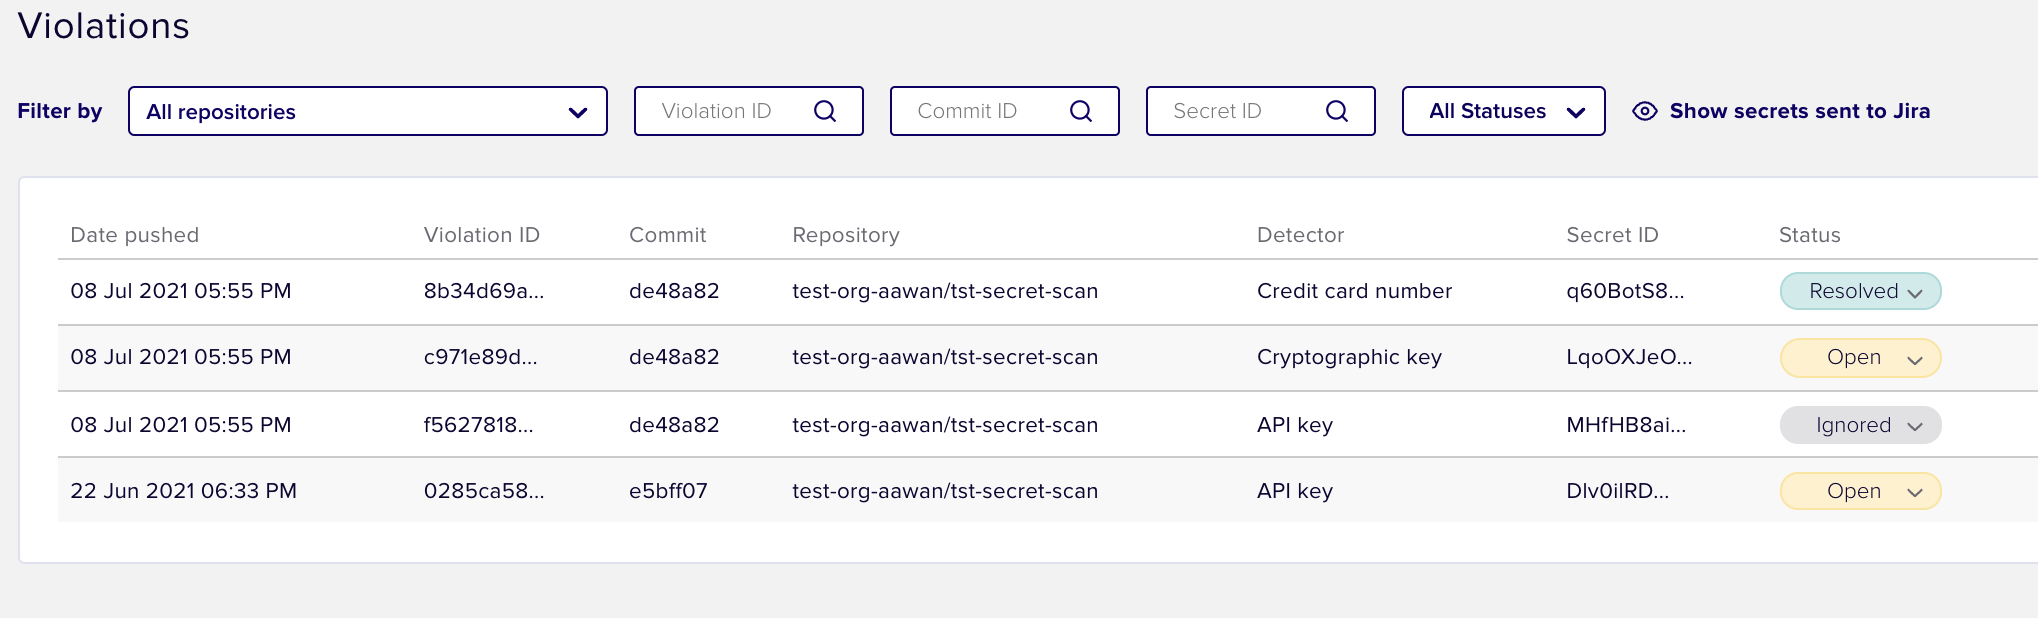 Violations
Filter by All repositories Violation ID Commit ID Secret ID All Statuses Show secrets sent to Jira
Date pushed Violation ID Commit Repository Detector Secret ID Status
08 Jul 2021 05:55 PM 8b34d69a... de48a82 test-org-aawan/tst-secret-scan Credit card number q60BotS8... Resolved
08 Jul 2021 05:55 PM c971e89d... de48a82 test-org-aawan/tst-secret-scan Cryptographic key LqoOXJeO... Open
08 Jul 2021 05:55 PM f5627818... de48a82 test-org-aawan/tst-secret-scan API key MHfHB8ai... Ignored
22 Jun 2021 06:33 PM 0285ca58... e5bff07 test-org-aawan/tst-secret-scan API key DIv0ilRD... Open